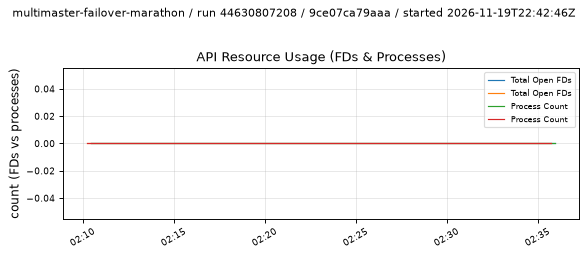 multimaster-failover-marathon / run 44630807208 / 9ce07ca79aaa / started 2026-11-19T22:42:46Z
API Resource Usage (FDs & Processes)
count (FDs vs processes)
0.04
0.02
0.00
−0.02
−0.04
Total Open FDs
Total Open FDs
Process Count
Process Count
02:10
02:15
02:20
02:25
02:30
02:35